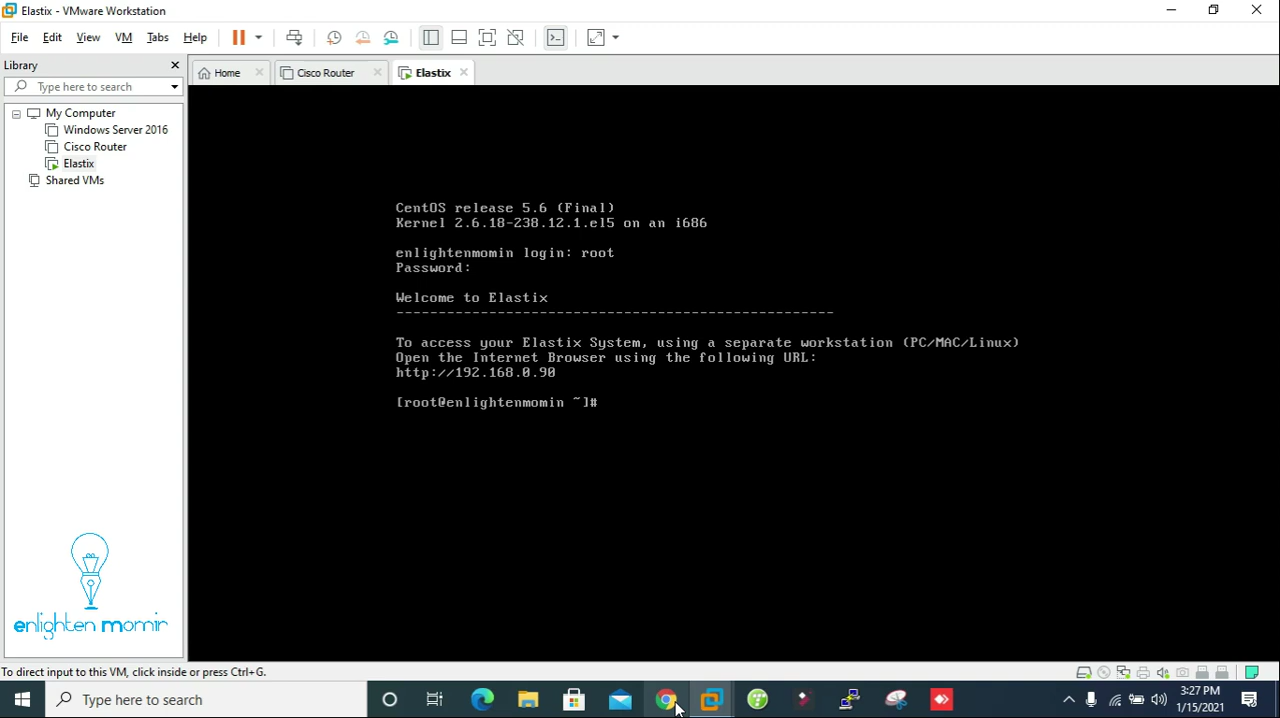 Elastix - VMware Workstation
File Edit View VM Tabs Help
Library
Type here to search
My Computer
Windows Server 2016
Cisco Router
Elastix
Shared VMs
Home Cisco Router Elastix
CentOS release 5.6 (Final)
Kernel 2.6.18-238.12.1.el5 on an i686
enlightenmomin login: root
Password:
Welcome to Elastix
----------------------------------------------------
To access your Elastix System, using a separate workstation (PC/MAC/Linux)
Open the Internet Browser using the following URL:
http://192.168.0.90
[root@enlightenmomin ~]#
enlighten momin
To direct input to this VM, click inside or press Ctrl+G.
Type here to search
3:27 PM
1/15/2021